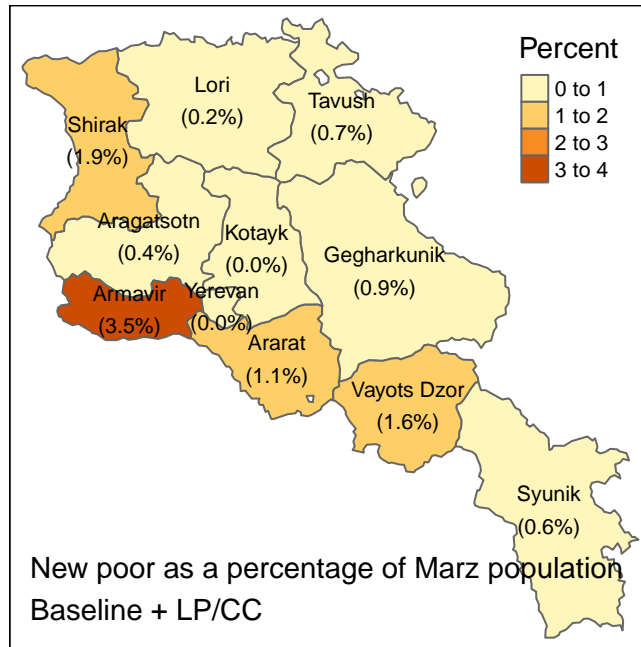 Percent
0 to 1
1 to 2
2 to 3
3 to 4
Lori
(0.2%)
Tavush
(0.7%)
Shirak
(1.9%)
Aragatsotn
(0.4%)
Kotayk
(0.0%)
Gegharkunik
(0.9%)
Armavir
(3.5%)
Yerevan
(0.0%)
Ararat
(1.1%)
Vayots Dzor
(1.6%)
Syunik
(0.6%)
New poor as a percentage of Marz population
Baseline + LP/CC